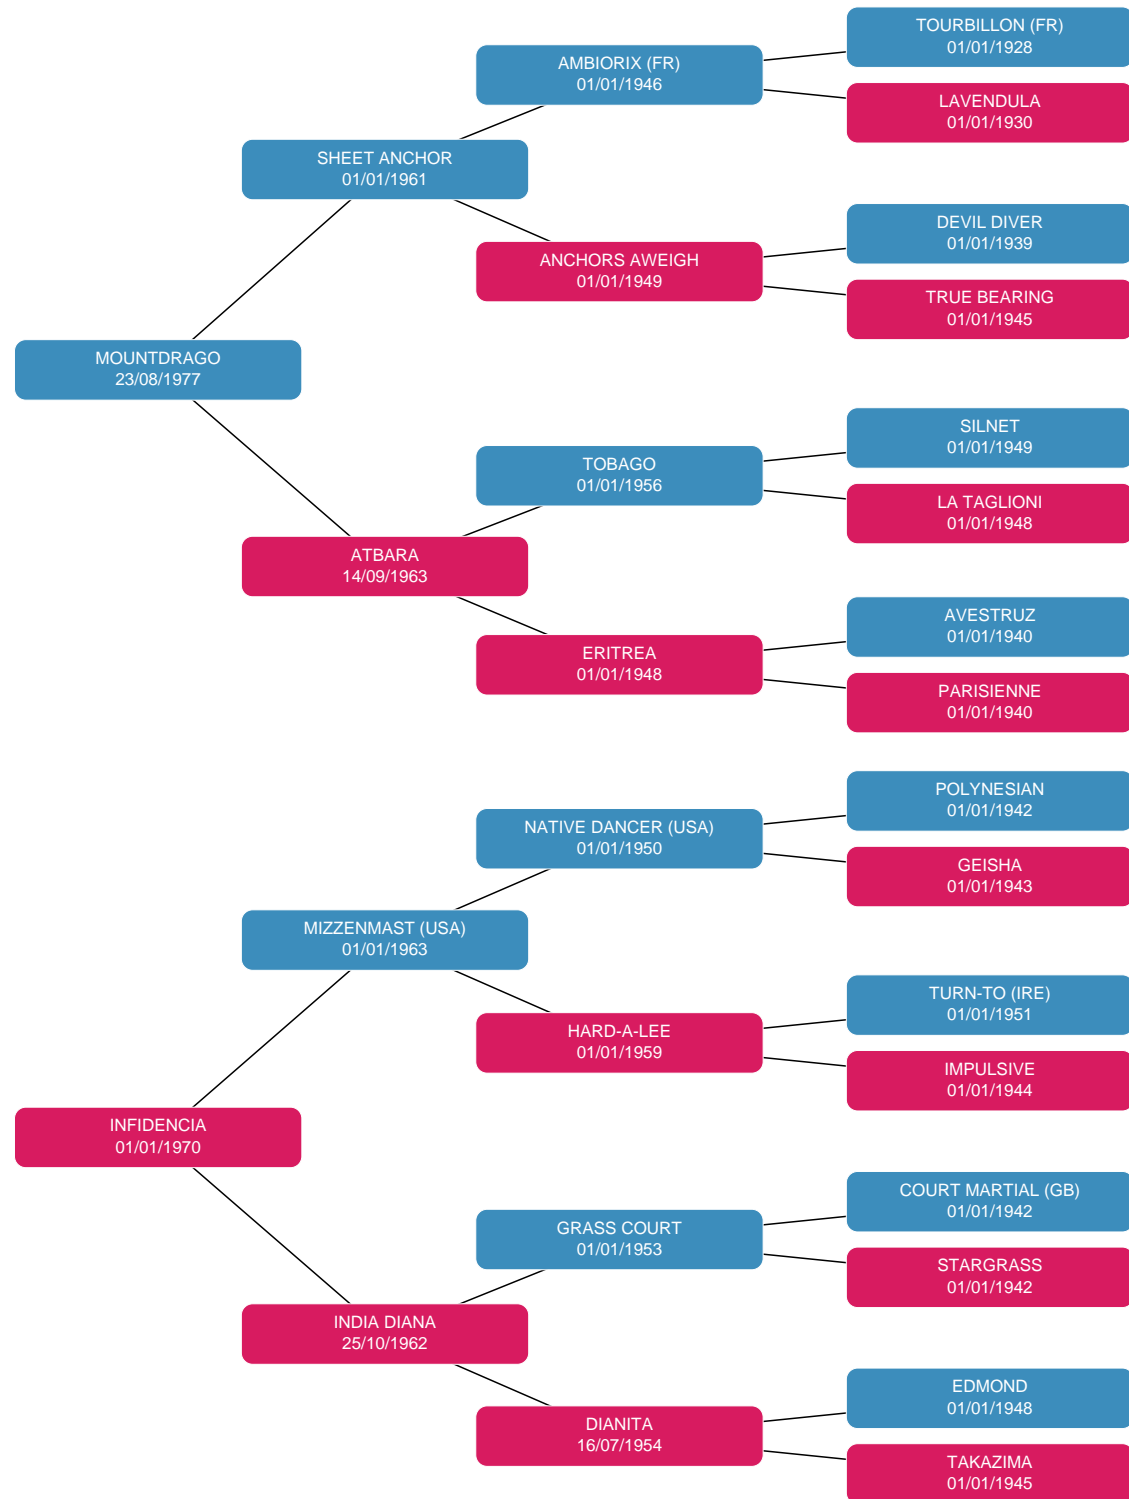 TOURBILLON (FR)
01/01/1928
AMBIORIX (FR)
01/01/1946
LAVENDULA
01/01/1930
SHEET ANCHOR
01/01/1961
DEVIL DIVER
01/01/1939
ANCHORS AWEIGH
01/01/1949
TRUE BEARING
01/01/1945
MOUNTDRAGO
23/08/1977
SILNET
01/01/1949
TOBAGO
01/01/1956
LA TAGLIONI
01/01/1948
ATBARA
14/09/1963
AVESTRUZ
01/01/1940
ERITREA
01/01/1948
PARISIENNE
01/01/1940
POLYNESIAN
01/01/1942
NATIVE DANCER (USA)
01/01/1950
GEISHA
01/01/1943
MIZZENMAST (USA)
01/01/1963
TURN-TO (IRE)
01/01/1951
HARD-A-LEE
01/01/1959
IMPULSIVE
01/01/1944
INFIDENCIA
01/01/1970
COURT MARTIAL (GB)
01/01/1942
GRASS COURT
01/01/1953
STARGRASS
01/01/1942
INDIA DIANA
25/10/1962
EDMOND
01/01/1948
DIANITA
16/07/1954
TAKAZIMA
01/01/1945